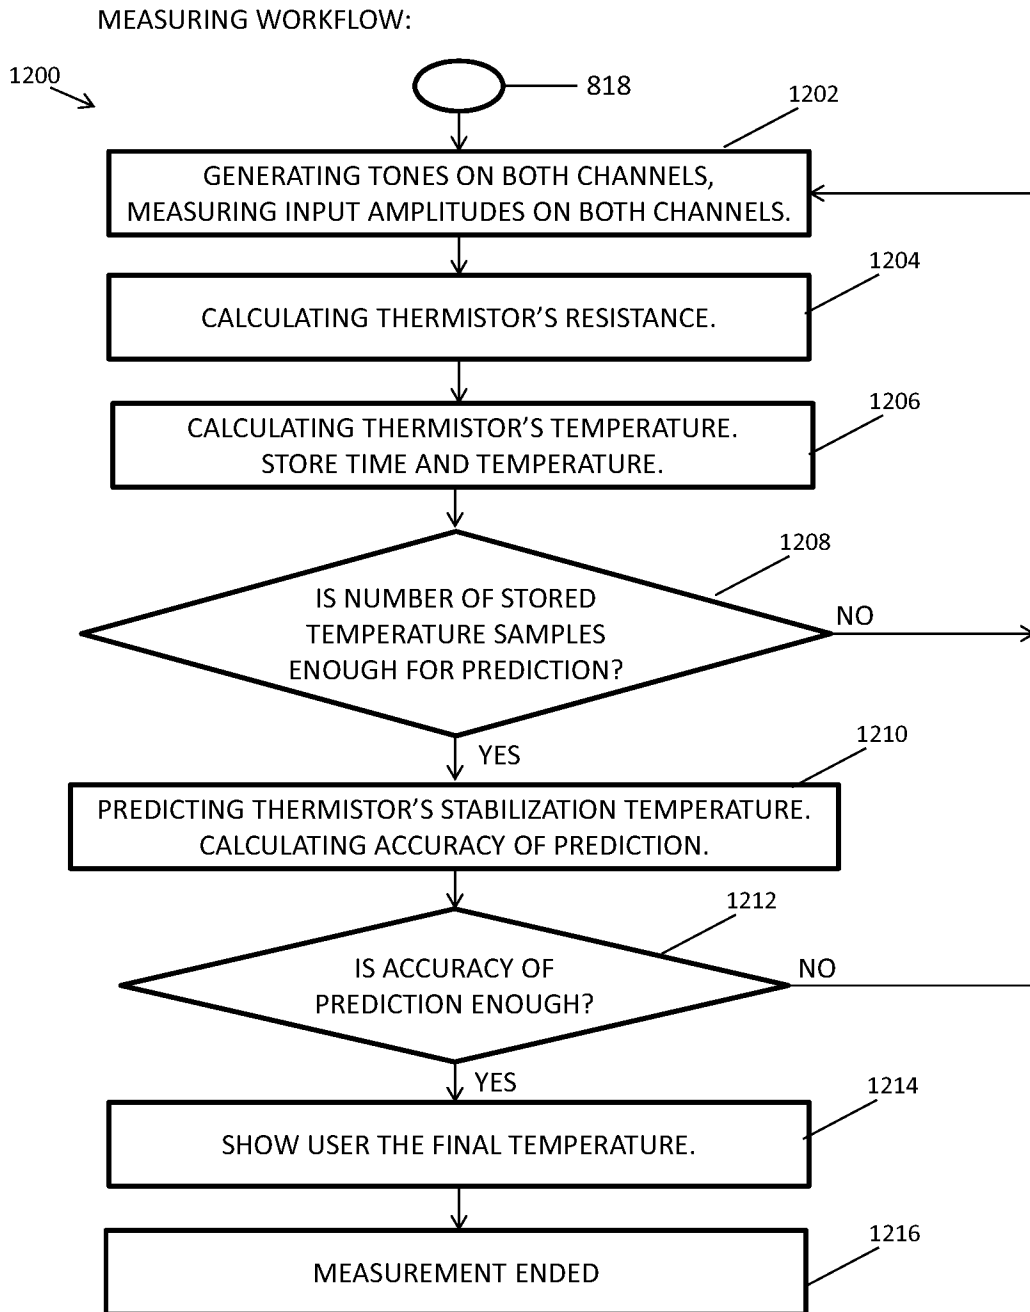 MEASURING WORKFLOW:
1200
818
1202
GENERATING TONES ON BOTH CHANNELS,
MEASURING INPUT AMPLITUDES ON BOTH CHANNELS.
1204
CALCULATING THERMISTOR'S RESISTANCE.
1206
CALCULATING THERMISTOR'S TEMPERATURE.
STORE TIME AND TEMPERATURE.
1208
IS NUMBER OF STORED
TEMPERATURE SAMPLES
ENOUGH FOR PREDICTION?
NO
YES
1210
PREDICTING THERMISTOR'S STABILIZATION TEMPERATURE.
CALCULATING ACCURACY OF PREDICTION.
1212
IS ACCURACY OF
PREDICTION ENOUGH?
NO
YES
1214
SHOW USER THE FINAL TEMPERATURE.
1216
MEASUREMENT ENDED